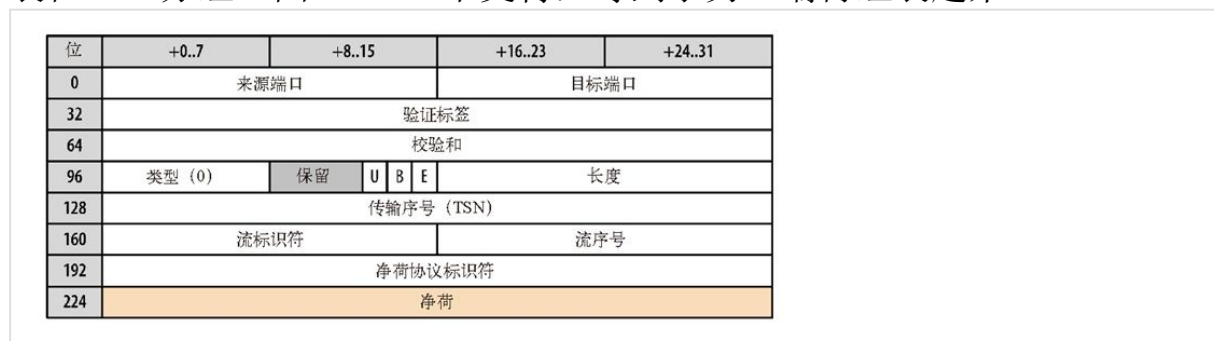 位 +0..7 +8..15 +16..23 +24..31
0 来源端口 目标端口
32 验证标签
64 校验和
96 类型（0） 保留 U B E 长度
128 传输序号（TSN）
160 流标识符 流序号
192 净荷协议标识符
224 净荷